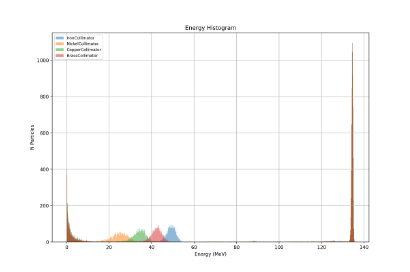 Energy Histogram
IronCollimator
NickelCollimator
CopperCollimator
BrassCollimator
N Particles
1000
800
600
400
200
0
0 20 40 60 80 100 120 140
Energy (MeV)